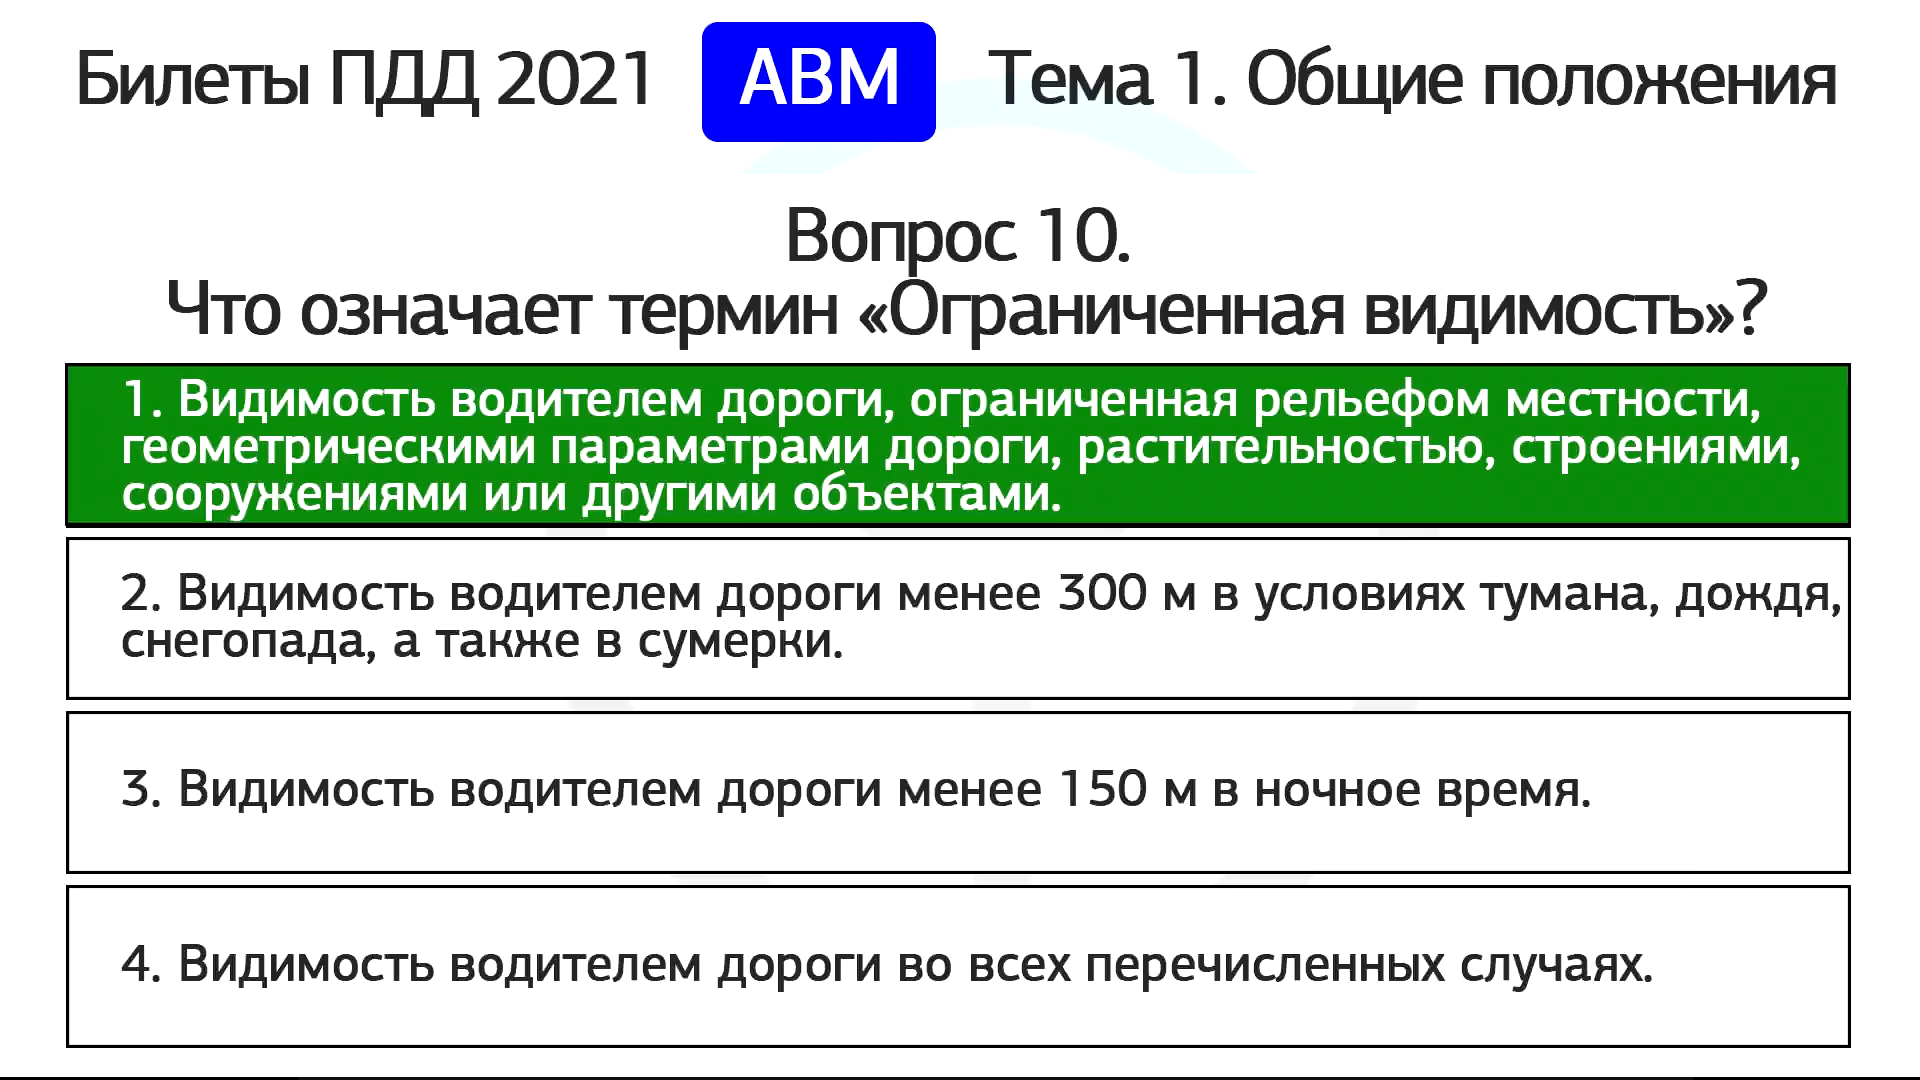 Билеты ПДД 2021 АВМ Тема 1. Общие положения
Вопрос 10.
Что означает термин «Ограниченная видимость»?
1. Видимость водителем дороги, ограниченная рельефом местности,
геометрическими параметрами дороги, растительностью, строениями,
сооружениями или другими объектами.
2. Видимость водителем дороги менее 300 м в условиях тумана, дождя,
снегопада, а также в сумерки.
3. Видимость водителем дороги менее 150 м в ночное время.
4. Видимость водителем дороги во всех перечисленных случаях.